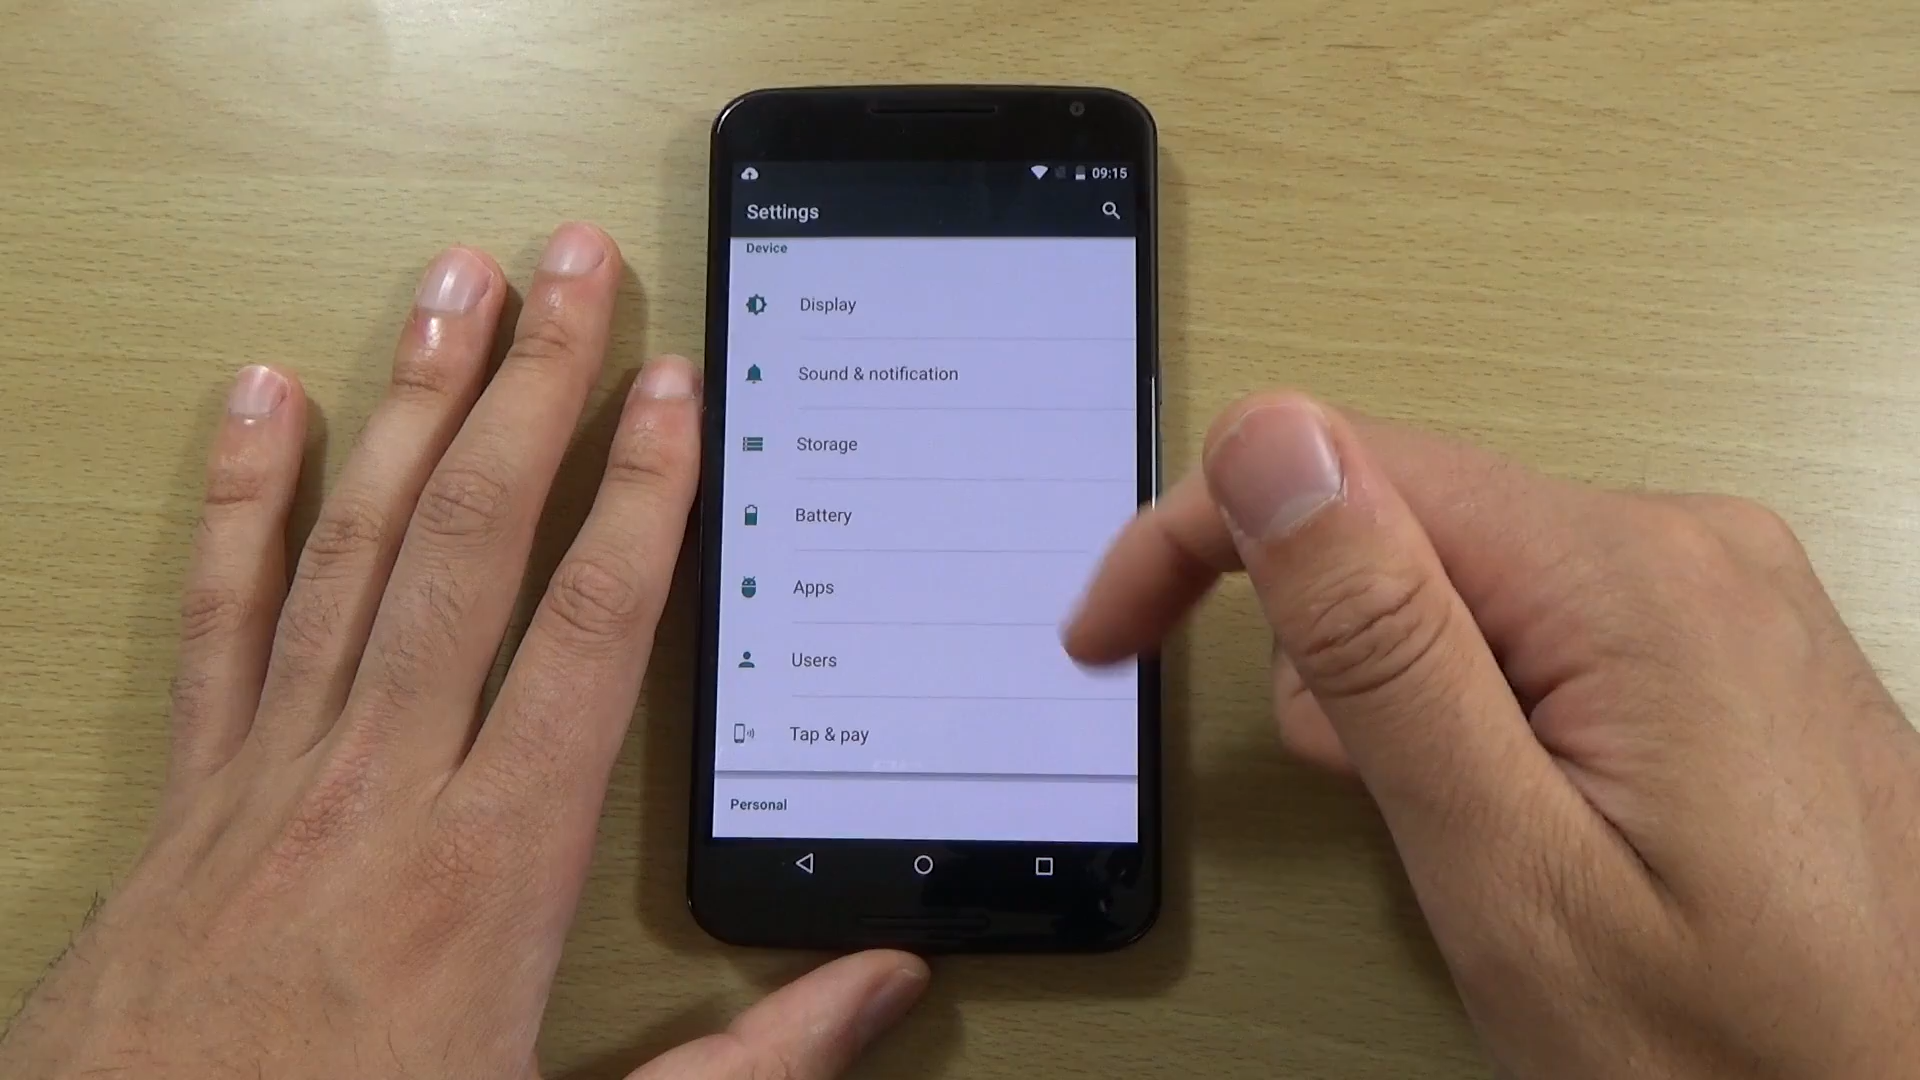 09:15
Settings
Device
Display
Sound & notification
Storage
Battery
Apps
Users
Tap & pay
Personal